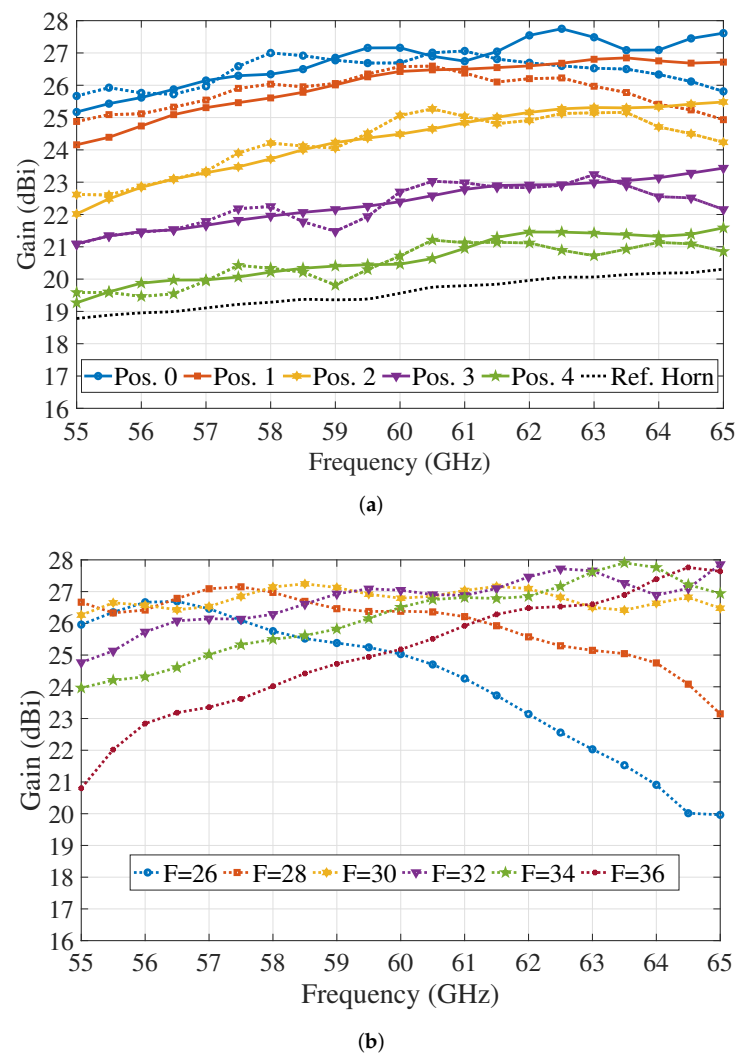 28
27
26
25
24
23
22
21
20
19
18
17
16
Gain (dBi)
Pos. 0 Pos. 1 Pos. 2 Pos. 3 Pos. 4 Ref. Horn
55 56 57 58 59 60 61 62 63 64 65
Frequency (GHz)
(a)
28
27
26
25
24
23
22
21
20
19
18
17
16
Gain (dBi)
F=26 F=28 F=30 F=32 F=34 F=36
55 56 57 58 59 60 61 62 63 64 65
Frequency (GHz)
(b)